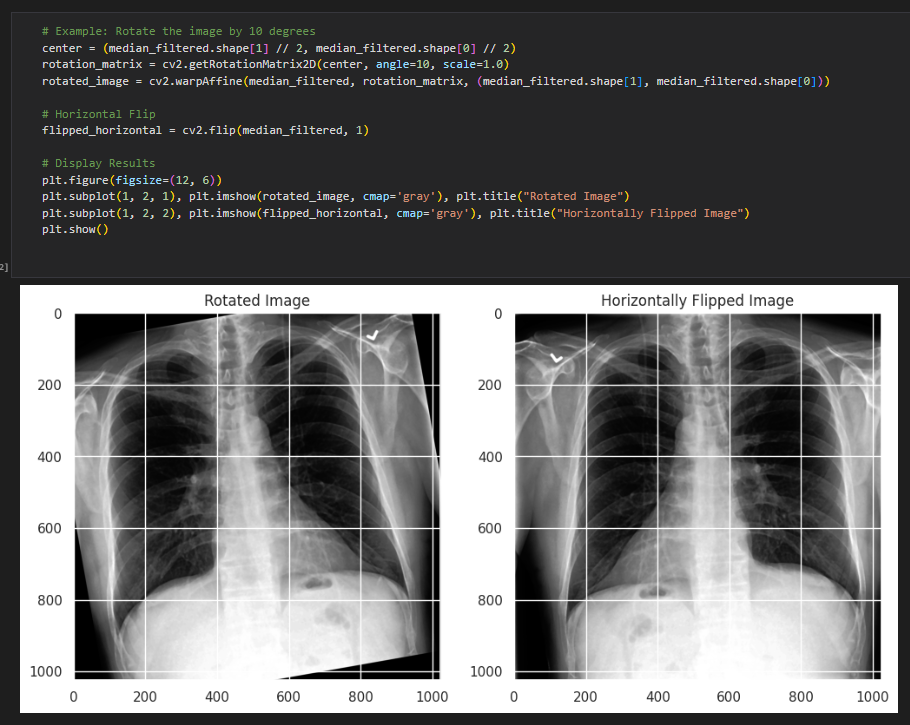 # Example: Rotate the image by 10 degrees
center = (median_filtered.shape[1] // 2, median_filtered.shape[0] // 2)
rotation_matrix = cv2.getRotationMatrix2D(center, angle=10, scale=1.0)
rotated_image = cv2.warpAffine(median_filtered, rotation_matrix, (median_filtered.shape[1], median_filtered.shape[0]))
# Horizontal Flip
flipped_horizontal = cv2.flip(median_filtered, 1)
# Display Results
plt.figure(figsize=(12, 6))
plt.subplot(1, 2, 1), plt.imshow(rotated_image, cmap='gray'), plt.title("Rotated Image")
plt.subplot(1, 2, 2), plt.imshow(flipped_horizontal, cmap='gray'), plt.title("Horizontally Flipped Image")
plt.show()
2]
Rotated Image
0
200
400
600
800
1000
0 200 400 600 800 1000
Horizontally Flipped Image
0
200
400
600
800
1000
0 200 400 600 800 1000